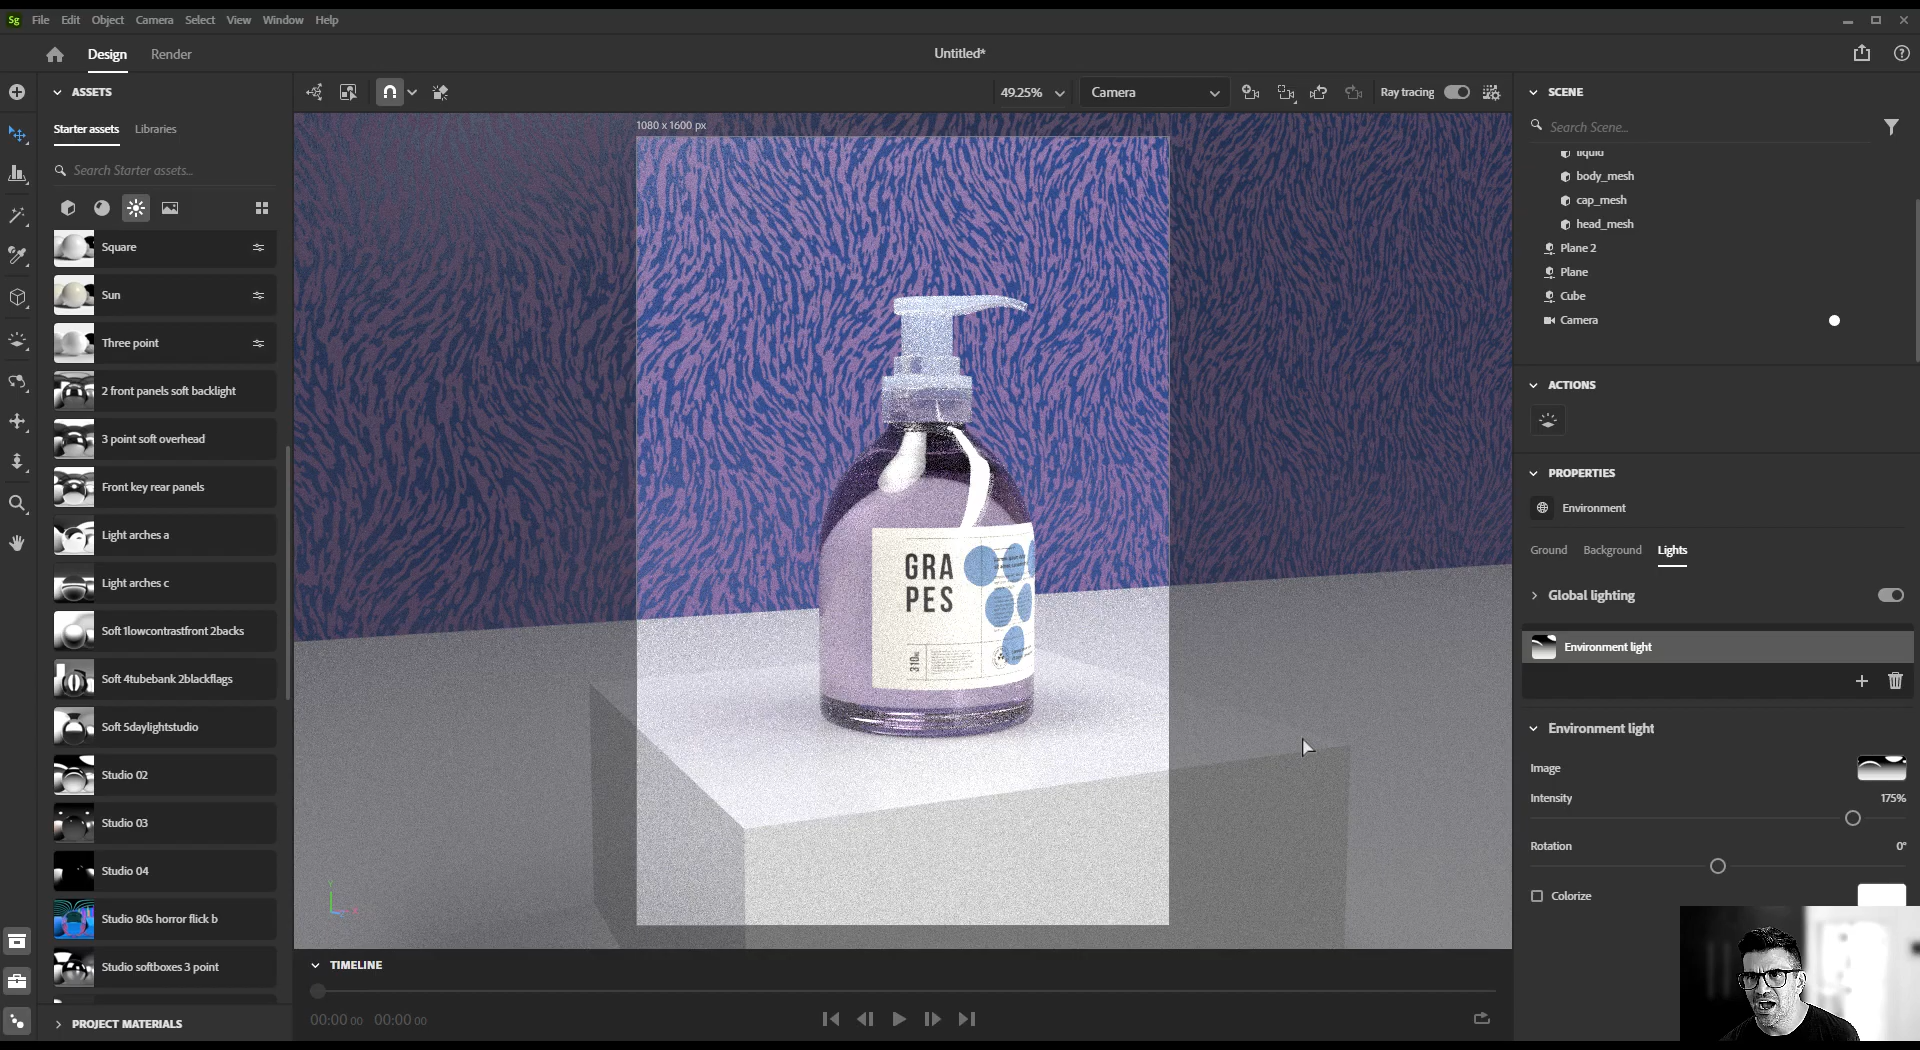 Sg File Edit Object Camera Select View Window Help
Design Render Untitled*
ASSETS
Starter assets Libraries
Search Starter assets...
Square
Sun
Three point
2 front panels soft backlight
3 point soft overhead
Front key rear panels
Light arches a
Light arches c
Soft 1lowcontrastfront 2backs
Soft 4tubebank 2blackflags
Soft 5daylightstudio
Studio 02
Studio 03
Studio 04
Studio 80s horror flick b
Studio softboxes 3 point
PROJECT MATERIALS
49.25% Camera Ray tracing
1080 x 1600 px
GRA
PES
310
TIMELINE
00:00 00 00:00 00
SCENE
Search Scene...
liquid
body_mesh
cap_mesh
head_mesh
Plane 2
Plane
Cube
Camera
ACTIONS
PROPERTIES
Environment
Ground Background Lights
Global lighting
Environment light
Environment light
Image
Intensity 175%
Rotation 0°
Colorize